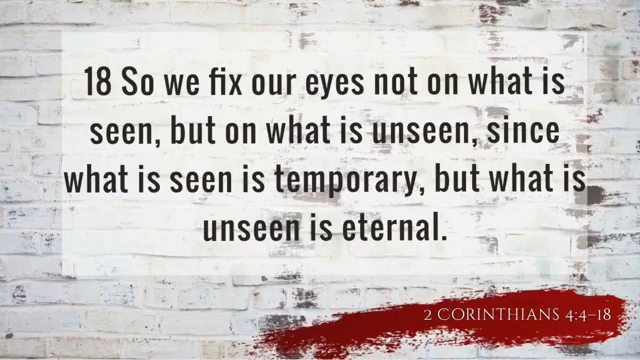 18 So we fix our eyes not on what is
seen, but on what is unseen, since
what is seen is temporary, but what is
unseen is eternal.
2 CORINTHIANS 4:4–18